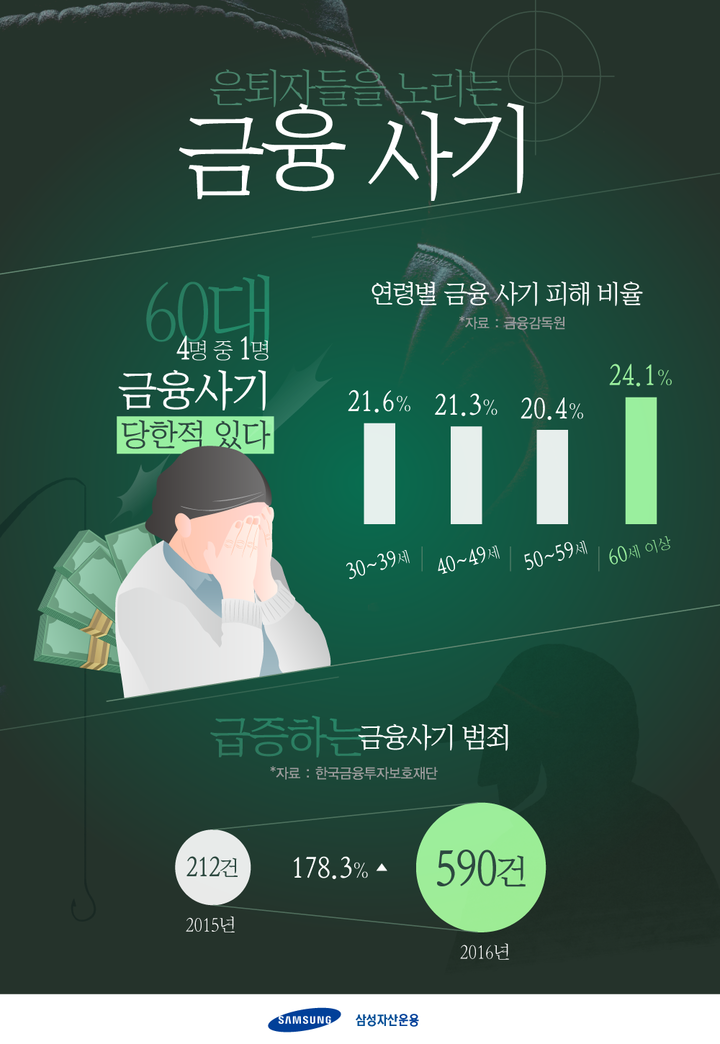 은퇴자들을 노리는
금융 사기
60대
4명 중 1명
금융사기
당한적 있다
연령별 금융 사기 피해 비율
*자료 : 금융감독원
21.6% 21.3% 20.4% 24.1%
30~39세 40~49세 50~59세 60세 이상
급증하는금융사기 범죄
*자료 : 한국금융투자보호재단
212건 178.3% ▲ 590건
2015년
2016년
SAMSUNG 삼성자산운용